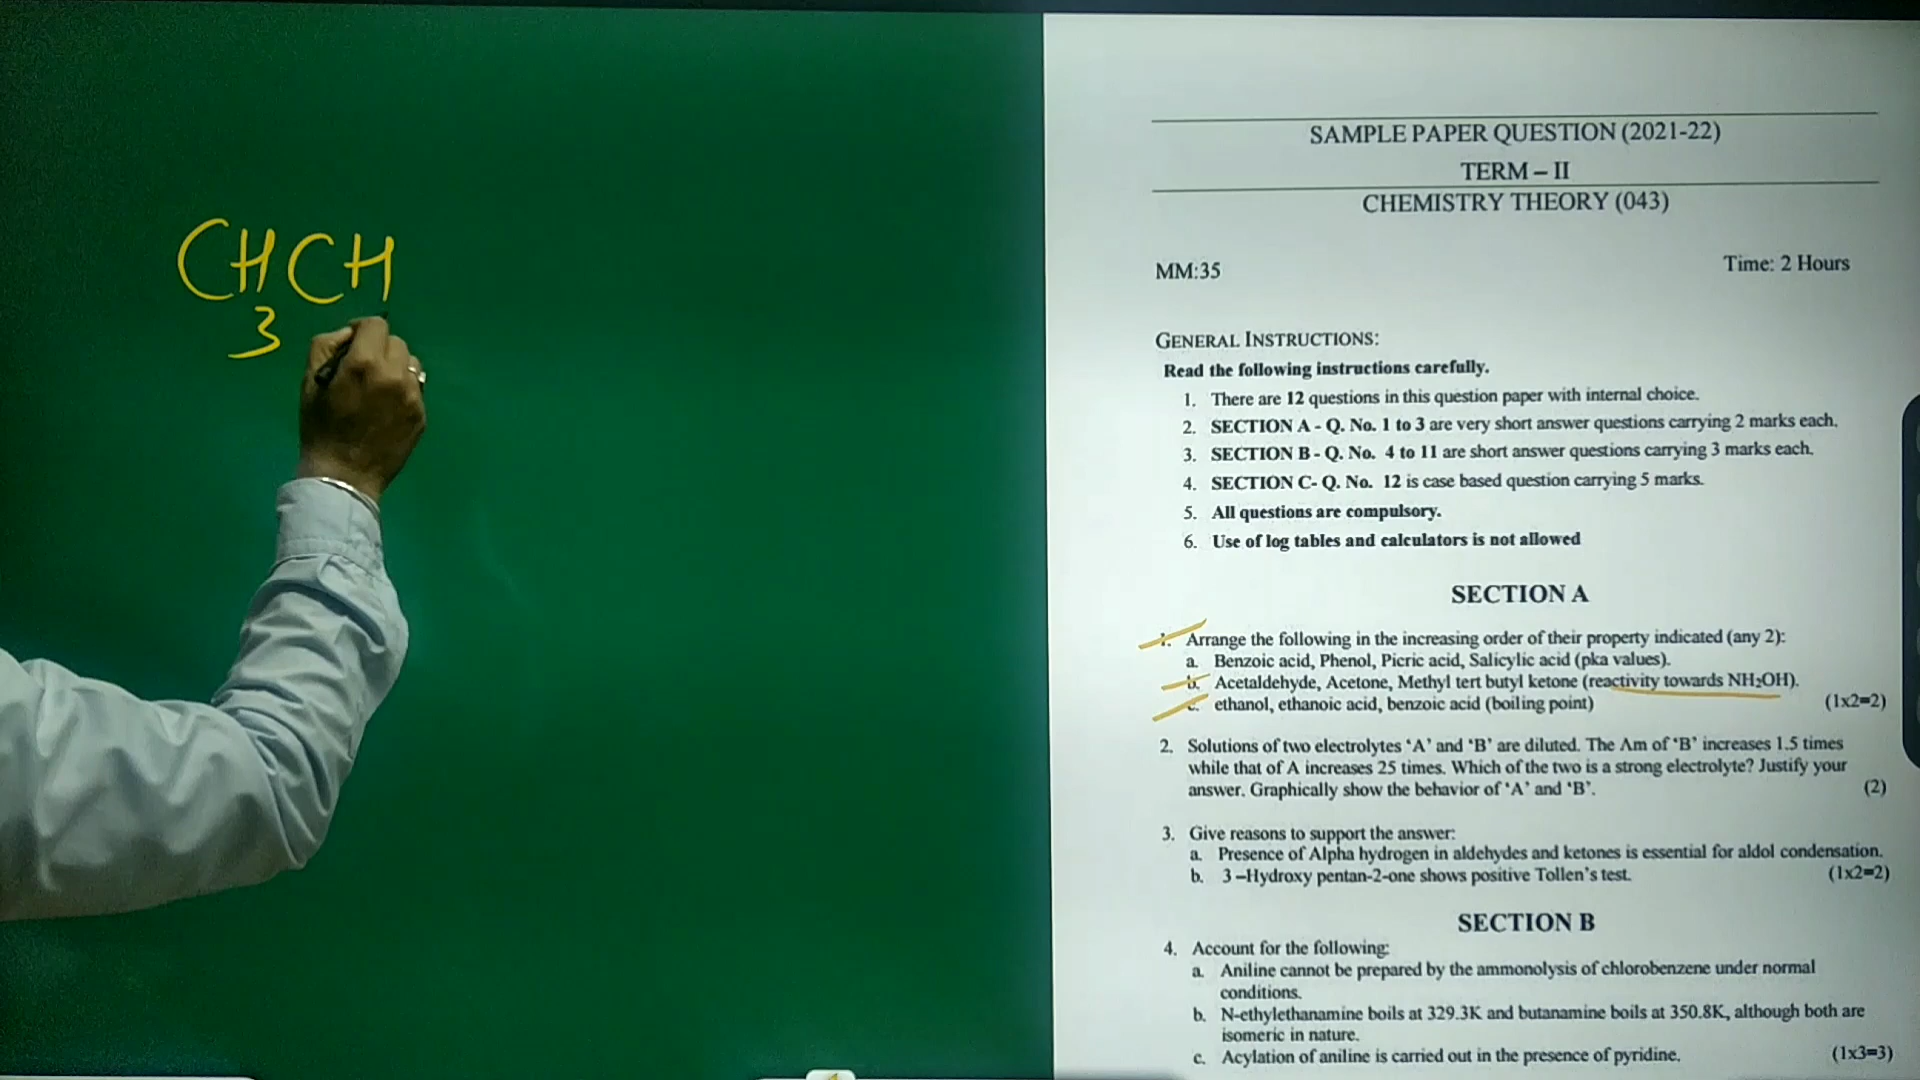 CHCH
3
SAMPLE PAPER QUESTION (2021-22)
TERM – II
CHEMISTRY THEORY (043)
MM:35
Time: 2 Hours
GENERAL INSTRUCTIONS:
Read the following instructions carefully.
1. There are 12 questions in this question paper with internal choice.
2. SECTION A - Q. No. 1 to 3 are very short answer questions carrying 2 marks each.
3. SECTION B - Q. No. 4 to 11 are short answer questions carrying 3 marks each.
4. SECTION C- Q. No. 12 is case based question carrying 5 marks.
5. All questions are compulsory.
6. Use of log tables and calculators is not allowed
SECTION A
1. Arrange the following in the increasing order of their property indicated (any 2):
a. Benzoic acid, Phenol, Picric acid, Salicylic acid (pka values).
b. Acetaldehyde, Acetone, Methyl tert butyl ketone (reactivity towards NH₂OH).
c. ethanol, ethanoic acid, benzoic acid (boiling point) (1x2=2)
2. Solutions of two electrolytes ‘A’ and ‘B’ are diluted. The Λm of ‘B’ increases 1.5 times
while that of A increases 25 times. Which of the two is a strong electrolyte? Justify your
answer. Graphically show the behavior of ‘A’ and ‘B’. (2)
3. Give reasons to support the answer:
a. Presence of Alpha hydrogen in aldehydes and ketones is essential for aldol condensation.
b. 3 –Hydroxy pentan-2-one shows positive Tollen’s test. (1x2=2)
SECTION B
4. Account for the following:
a. Aniline cannot be prepared by the ammonolysis of chlorobenzene under normal
conditions.
b. N-ethylethanamine boils at 329.3K and butanamine boils at 350.8K, although both are
isomeric in nature.
c. Acylation of aniline is carried out in the presence of pyridine. (1x3=3)